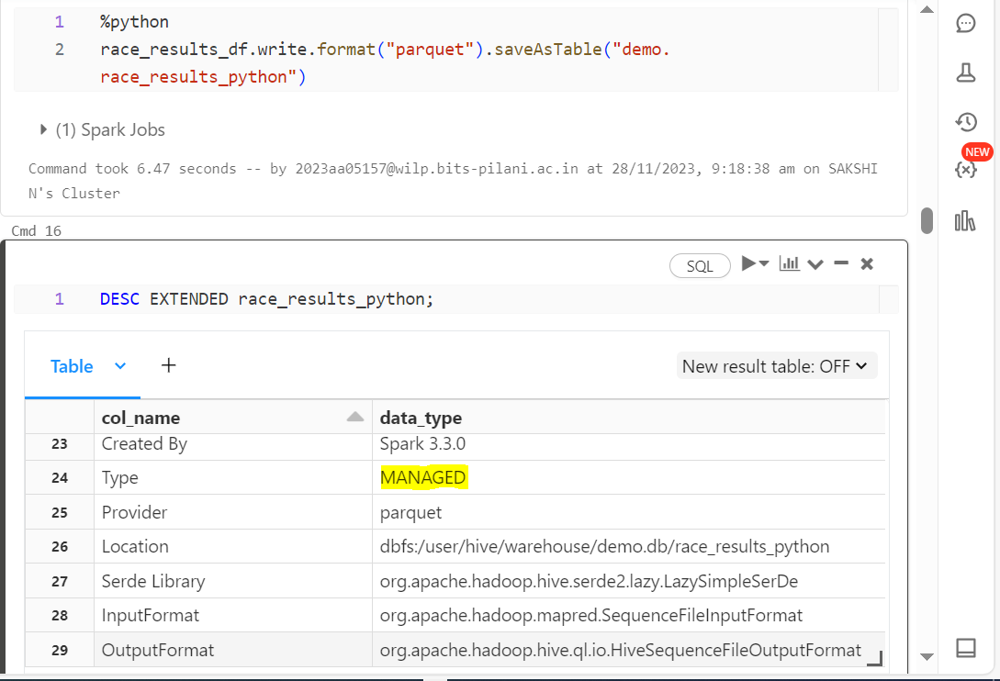 1 %python
2 race_results_df.write.format("parquet").saveAsTable("demo.
race_results_python")
(1) Spark Jobs
Command took 6.47 seconds -- by 2023aa05157@wilp.bits-pilani.ac.in at 28/11/2023, 9:18:38 am on SAKSHI
N's Cluster
NEW
{x}
Cmd 16
SQL
1 DESC EXTENDED race_results_python;
Table +
New result table: OFF
col_name data_type
23 Created By Spark 3.3.0
24 Type MANAGED
25 Provider parquet
26 Location dbfs:/user/hive/warehouse/demo.db/race_results_python
27 Serde Library org.apache.hadoop.hive.serde2.lazy.LazySimpleSerDe
28 InputFormat org.apache.hadoop.mapred.SequenceFileInputFormat
29 OutputFormat org.apache.hadoop.hive.ql.io.HiveSequenceFileOutputFormat